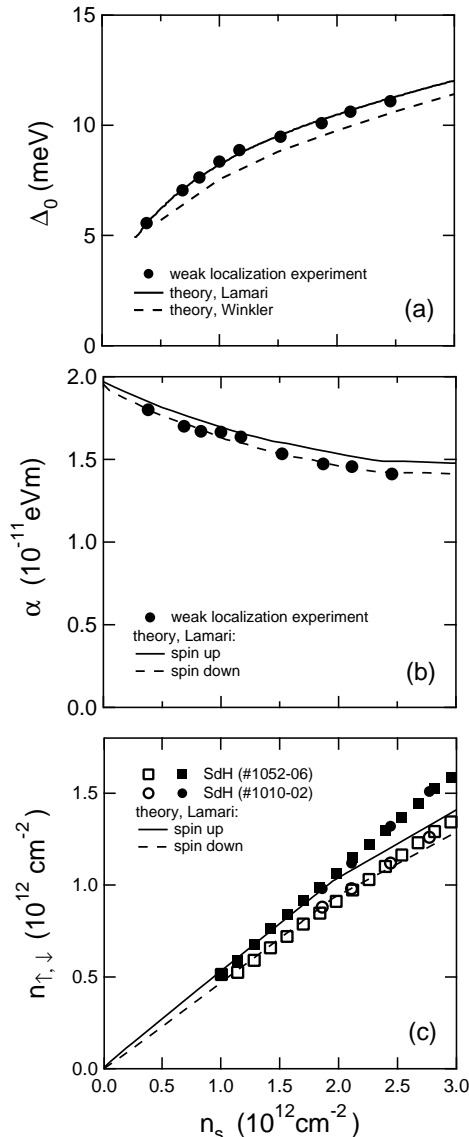 15
10
5
0
Δ₀ (meV)
weak localization experiment
theory, Lamari
theory, Winkler
(a)
2.0
1.5
1.0
0.5
0.0
α (10⁻¹¹ eVm)
weak localization experiment
theory, Lamari:
spin up
spin down
(b)
1.5
1.0
0.5
0.0
n↑,↓ (10¹² cm⁻²)
SdH (#1052-06)
SdH (#1010-02)
theory, Lamari:
spin up
spin down
(c)
0.0 0.5 1.0 1.5 2.0 2.5 3.0
nₛ (10¹²cm⁻²)